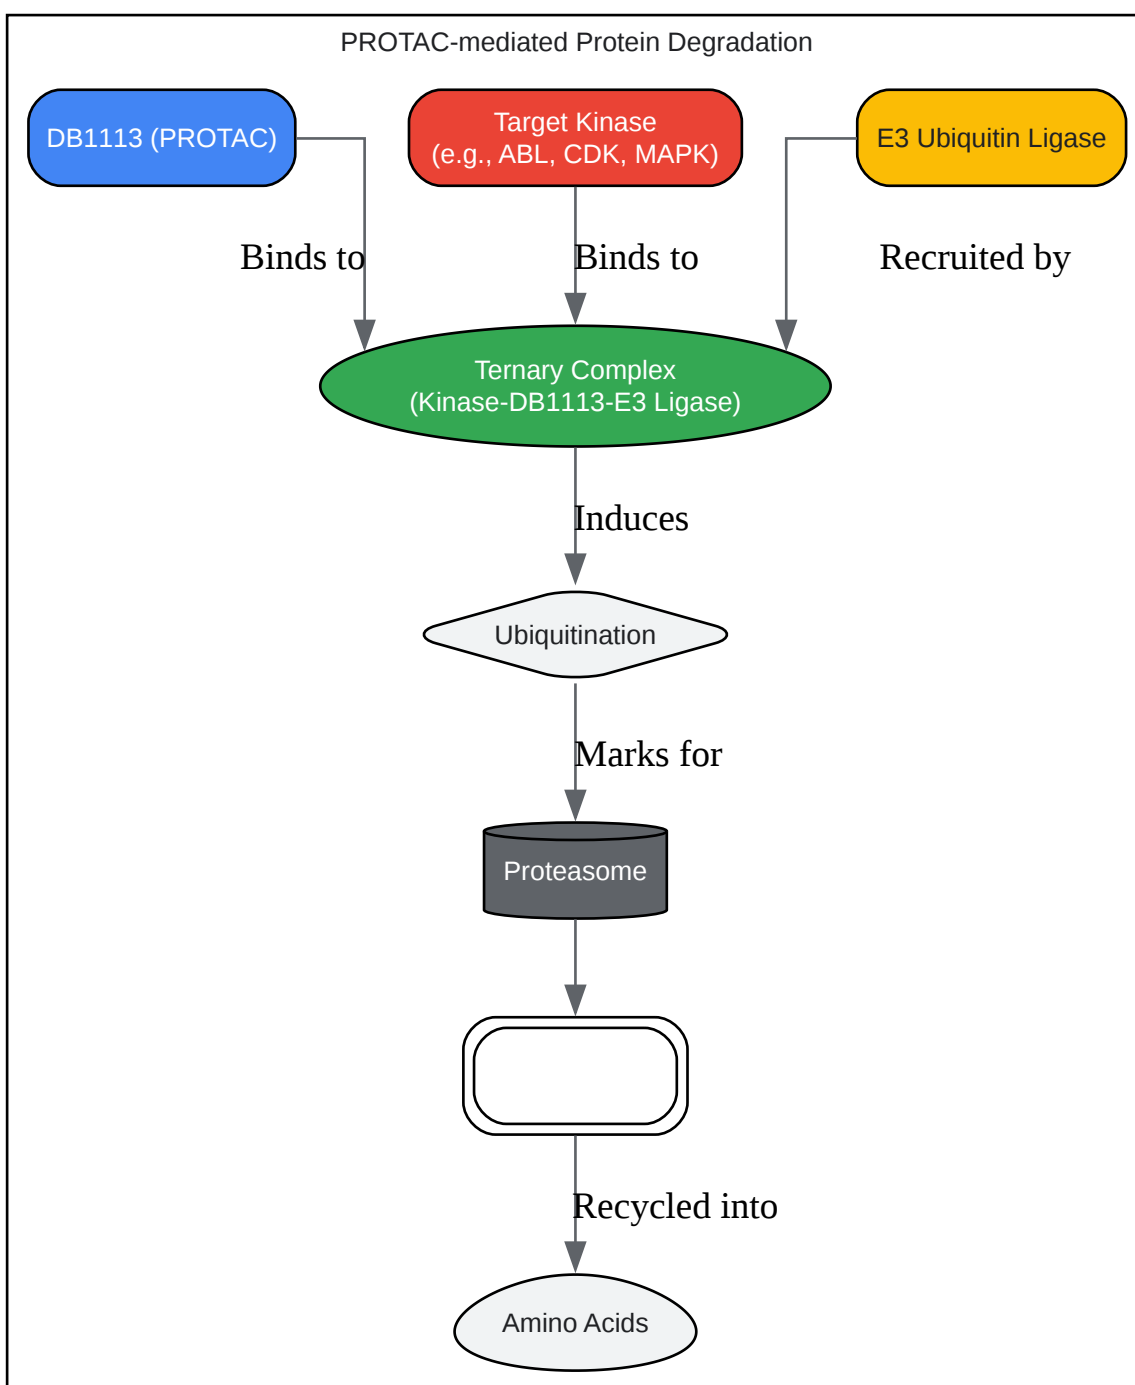 PROTAC-mediated Protein Degradation
DB1113 (PROTAC)
Target Kinase
(e.g., ABL, CDK, MAPK)
E3 Ubiquitin Ligase
Binds to
Binds to
Recruited by
Ternary Complex
(Kinase-DB1113-E3 Ligase)
Induces
Ubiquitination
Marks for
Proteasome
Recycled into
Amino Acids